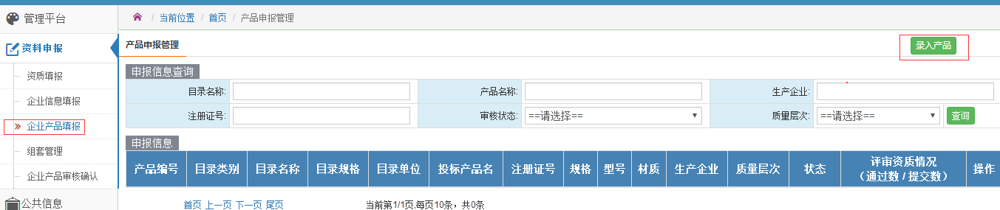 管理平台
/ 当前位置 / 首页 / 产品申报管理
资料申报
产品申报管理
录入产品
资质填报
企业信息填报
企业产品填报
组套管理
企业产品审核确认
公共信息
申报信息查询
目录名称: 产品名称: 生产企业:
注册证号: 审核状态: ==请选择== 质量层次: ==请选择== 查询
申报信息
产品编号 目录类别 目录名称 目录规格 目录单位 投标产品名 注册证号 规格 型号 材质 生产企业 质量层次 状态 评审资质情况 操作
(通过数 / 提交数)
首页 上一页 下一页 尾页 当前第1/1页,每页10条，共0条